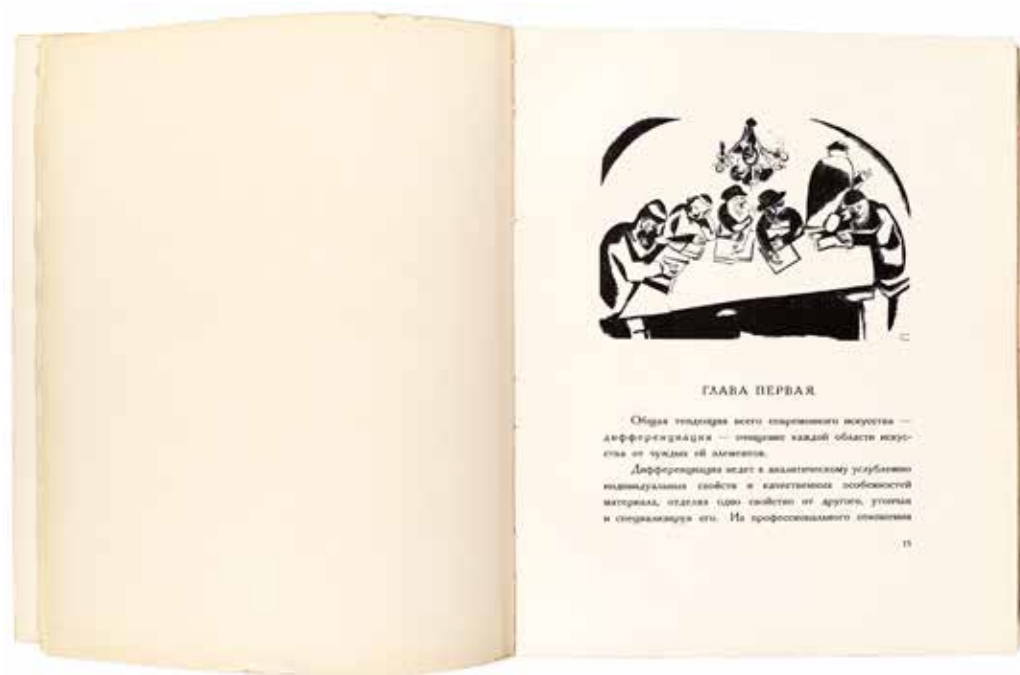 ГЛАВА ПЕРВАЯ
Общая тенденция всего современного искусства —
дифференциация — очищение каждой области искус-
ства от чуждых ей элементов.
Дифференциация ведет к аналитическому углублению
индивидуальных свойств и качественных особенностей
материала, отделяя одно свойство от другого, утончая
и специализируя его. Из профессионального отношения
15